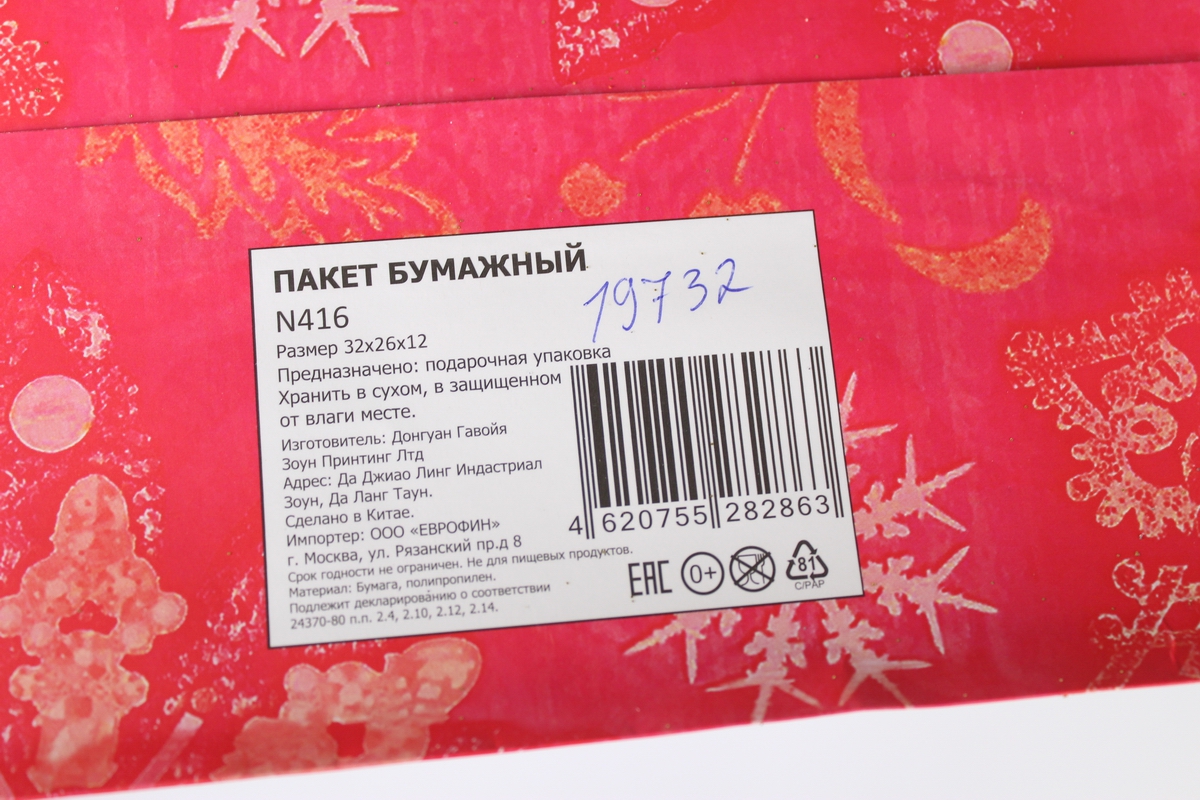 ПАКЕТ БУМАЖНЫЙ
19732
N416
Размер 32х26х12
Предназначено: подарочная упаковка
Хранить в сухом, в защищенном
от влаги месте.
Изготовитель: Донгуан Гавойя
Зоун Принтинг Лтд
Адрес: Да Джиао Линг Индастриал
Зоун, Да Ланг Таун.
Сделано в Китае.
Импортер: ООО «ЕВРОФИН»
г. Москва, ул. Рязанский пр.д 8
Срок годности не ограничен. Не для пищевых продуктов.
Материал: Бумага, полипропилен.
Подлежит декларированию о соответствии
24370-80 п.п. 2.4, 2.10, 2.12, 2.14.
4 620755 282863
EAC 0+ 81
C/PAP